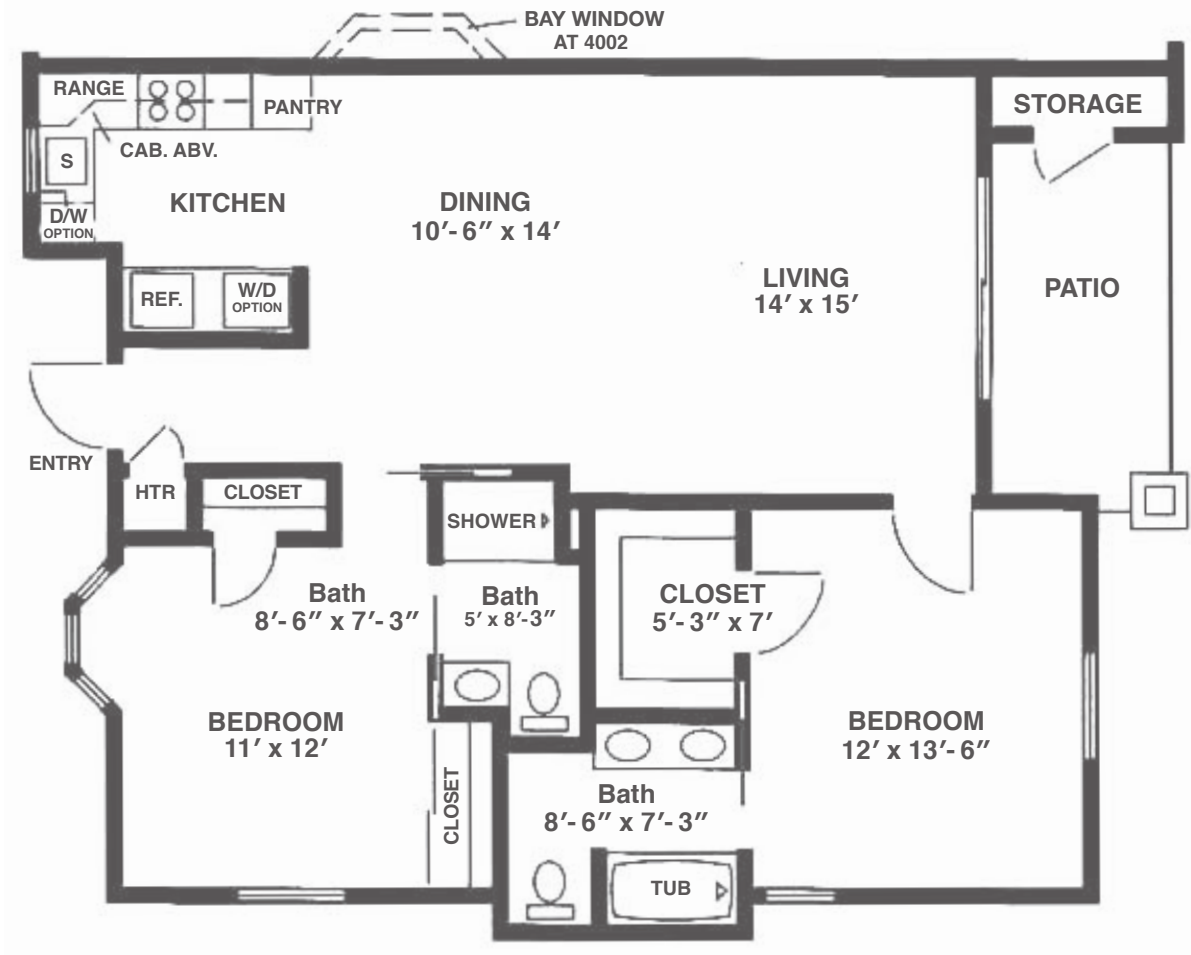 BAY WINDOW
AT 4002
RANGE
PANTRY
STORAGE
CAB. ABV.
S
KITCHEN
DINING
10′- 6″ x 14′
D/W
OPTION
LIVING
14′ x 15′
PATIO
REF.
W/D
OPTION
ENTRY
HTR
CLOSET
SHOWER
Bath
8′- 6″ x 7′- 3″
Bath
5′ x 8′-3″
CLOSET
5′- 3″ x 7′
BEDROOM
11′ x 12′
BEDROOM
12′ x 13′- 6″
CLOSET
Bath
8′- 6″ x 7′- 3″
TUB